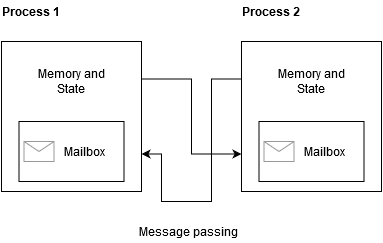 Process 1
Process 2
Memory and
State
Mailbox
Memory and
State
Mailbox
Message passing